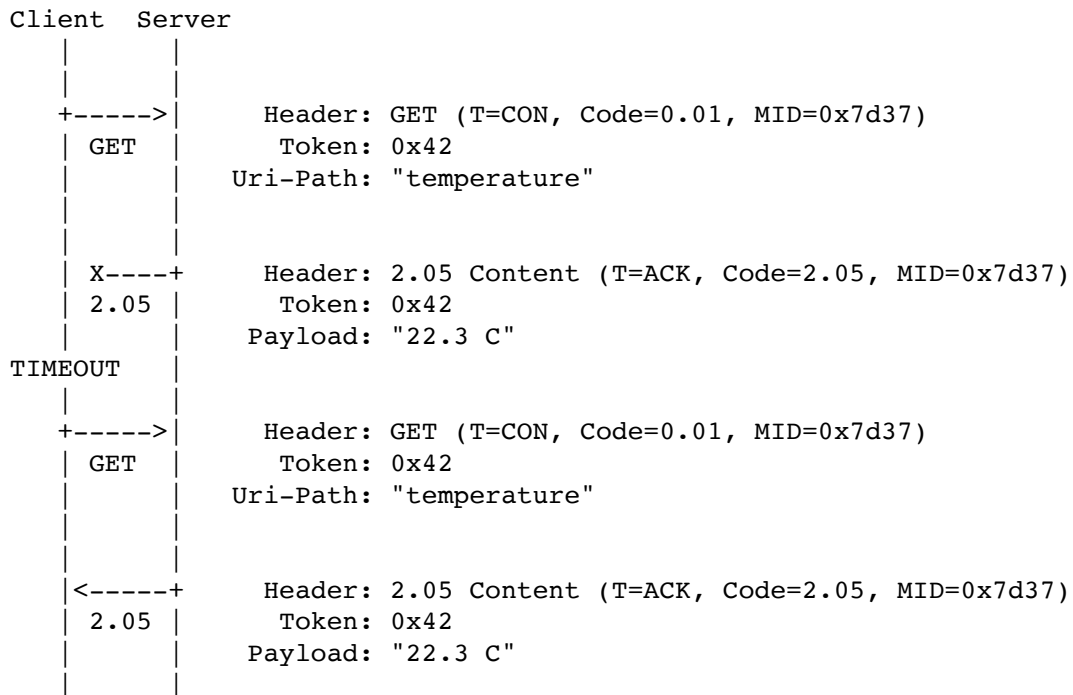 Client Server
+----->| Header: GET (T=CON, Code=0.01, MID=0x7d37)
| GET | Token: 0x42
| | Uri-Path: "temperature"
| X----+ Header: 2.05 Content (T=ACK, Code=2.05, MID=0x7d37)
| 2.05 | Token: 0x42
| | Payload: "22.3 C"
TIMEOUT |
+----->| Header: GET (T=CON, Code=0.01, MID=0x7d37)
| GET | Token: 0x42
| | Uri-Path: "temperature"
|<-----+ Header: 2.05 Content (T=ACK, Code=2.05, MID=0x7d37)
| 2.05 | Token: 0x42
| | Payload: "22.3 C"